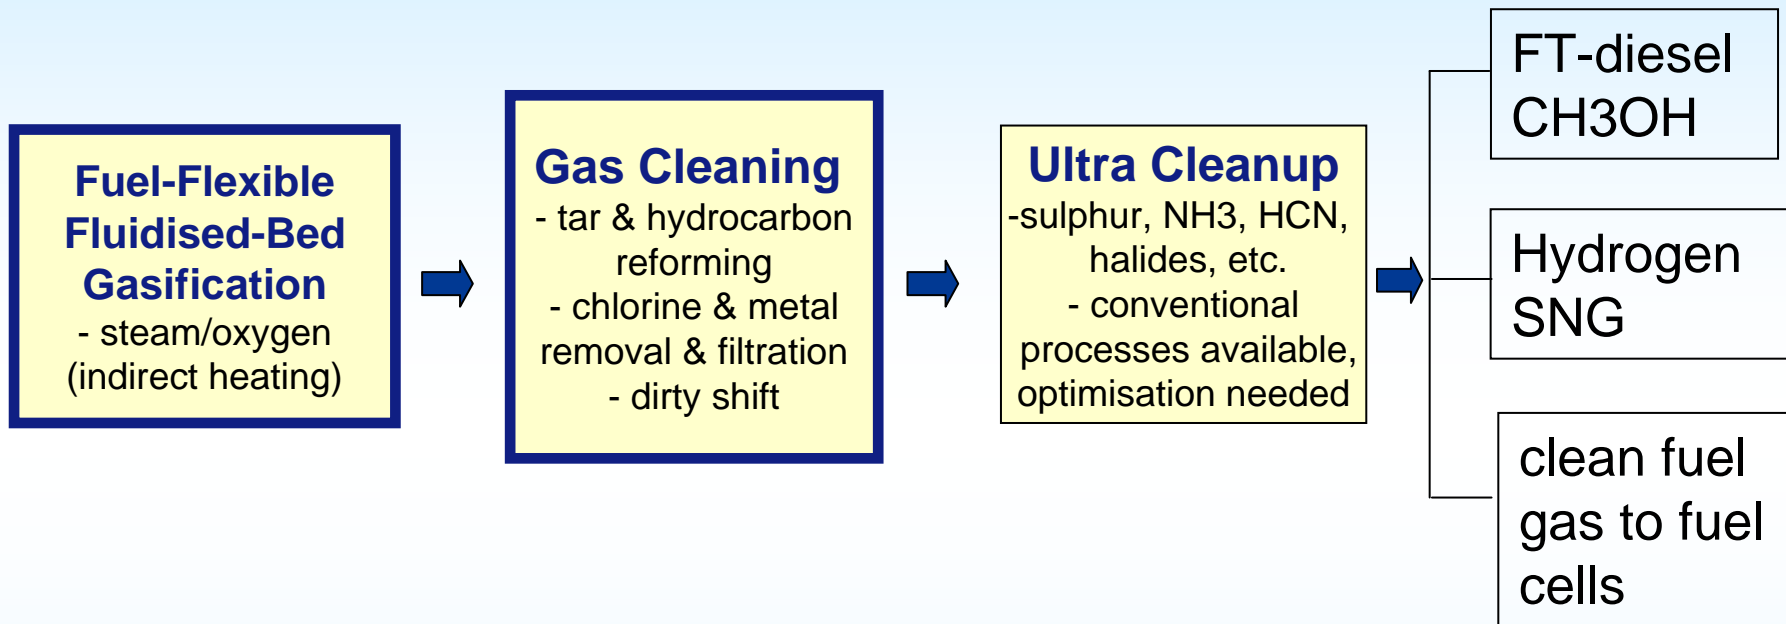 Fuel-Flexible
Fluidised-Bed
Gasification
- steam/oxygen
(indirect heating)
Gas Cleaning
- tar & hydrocarbon
reforming
- chlorine & metal
removal & filtration
- dirty shift
Ultra Cleanup
-sulphur, NH3, HCN,
halides, etc.
- conventional
processes available,
optimisation needed
FT-diesel
CH3OH
Hydrogen
SNG
clean fuel
gas to fuel
cells